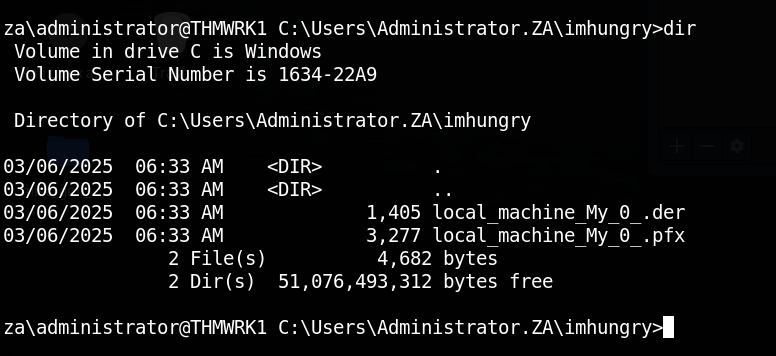 za\administrator@THMWRK1 C:\Users\Administrator.ZA\imhungry>dir
 Volume in drive C is Windows
 Volume Serial Number is 1634-22A9

 Directory of C:\Users\Administrator.ZA\imhungry

03/06/2025  06:33 AM    <DIR>          .
03/06/2025  06:33 AM    <DIR>          ..
03/06/2025  06:33 AM             1,405 local_machine_My_0_.der
03/06/2025  06:33 AM             3,277 local_machine_My_0_.pfx
               2 File(s)          4,682 bytes
               2 Dir(s)  51,076,493,312 bytes free

za\administrator@THMWRK1 C:\Users\Administrator.ZA\imhungry>